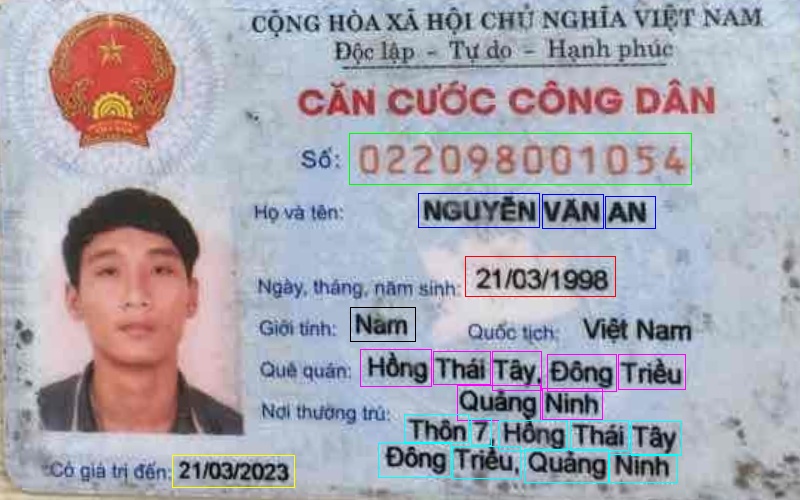 CỘNG HÒA XÃ HỘI CHỦ NGHĨA VIỆT NAM
Độc lập - Tự do - Hạnh phúc
CĂN CƯỚC CÔNG DÂN
Số: 022098001054
Họ và tên: NGUYỄN VĂN AN
Ngày, tháng, năm sinh: 21/03/1998
Giới tính: Nam Quốc tịch: Việt Nam
Quê quán: Hồng Thái Tây, Đông Triều
Quảng Ninh
Nơi thường trú:
Thôn 7, Hồng Thái Tây
Đông Triều, Quảng Ninh
Có giá trị đến: 21/03/2023